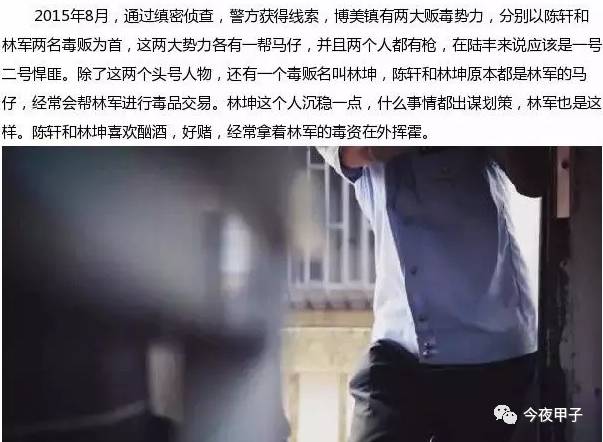 2015年8月，通过缜密侦查，警方获得线索，博美镇有两大贩毒势力，分别以陈轩和
林军两名毒贩为首，这两大势力各有一帮马仔，并且两个人都有枪，在陆丰来说应该是一号
二号悍匪。除了这两个头号人物，还有一个毒贩名叫林坤，陈轩和林坤原本都是林军的马
仔，经常会帮林军进行毒品交易。林坤这个人沉稳一点，什么事情都出谋划策，林军也是这
样。陈轩和林坤喜欢酗酒，好赌，经常拿着林军的毒资在外挥霍。
今夜甲子